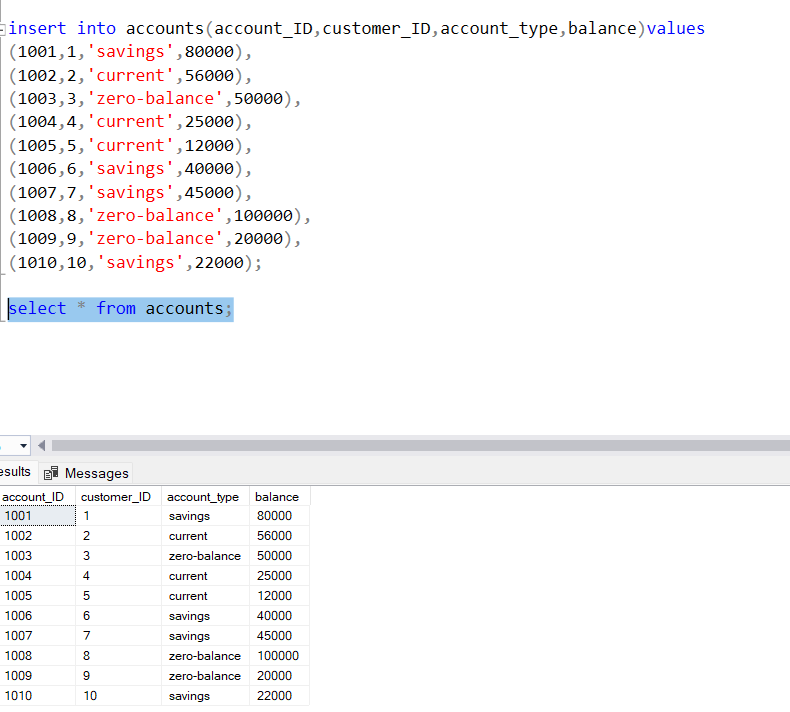 insert into accounts(account_ID,customer_ID,account_type,balance)values
(1001,1,'savings',80000),
(1002,2,'current',56000),
(1003,3,'zero-balance',50000),
(1004,4,'current',25000),
(1005,5,'current',12000),
(1006,6,'savings',40000),
(1007,7,'savings',45000),
(1008,8,'zero-balance',100000),
(1009,9,'zero-balance',20000),
(1010,10,'savings',22000);
select * from accounts;
esults Messages
account_ID customer_ID account_type balance
1001 1 savings 80000
1002 2 current 56000
1003 3 zero-balance 50000
1004 4 current 25000
1005 5 current 12000
1006 6 savings 40000
1007 7 savings 45000
1008 8 zero-balance 100000
1009 9 zero-balance 20000
1010 10 savings 22000